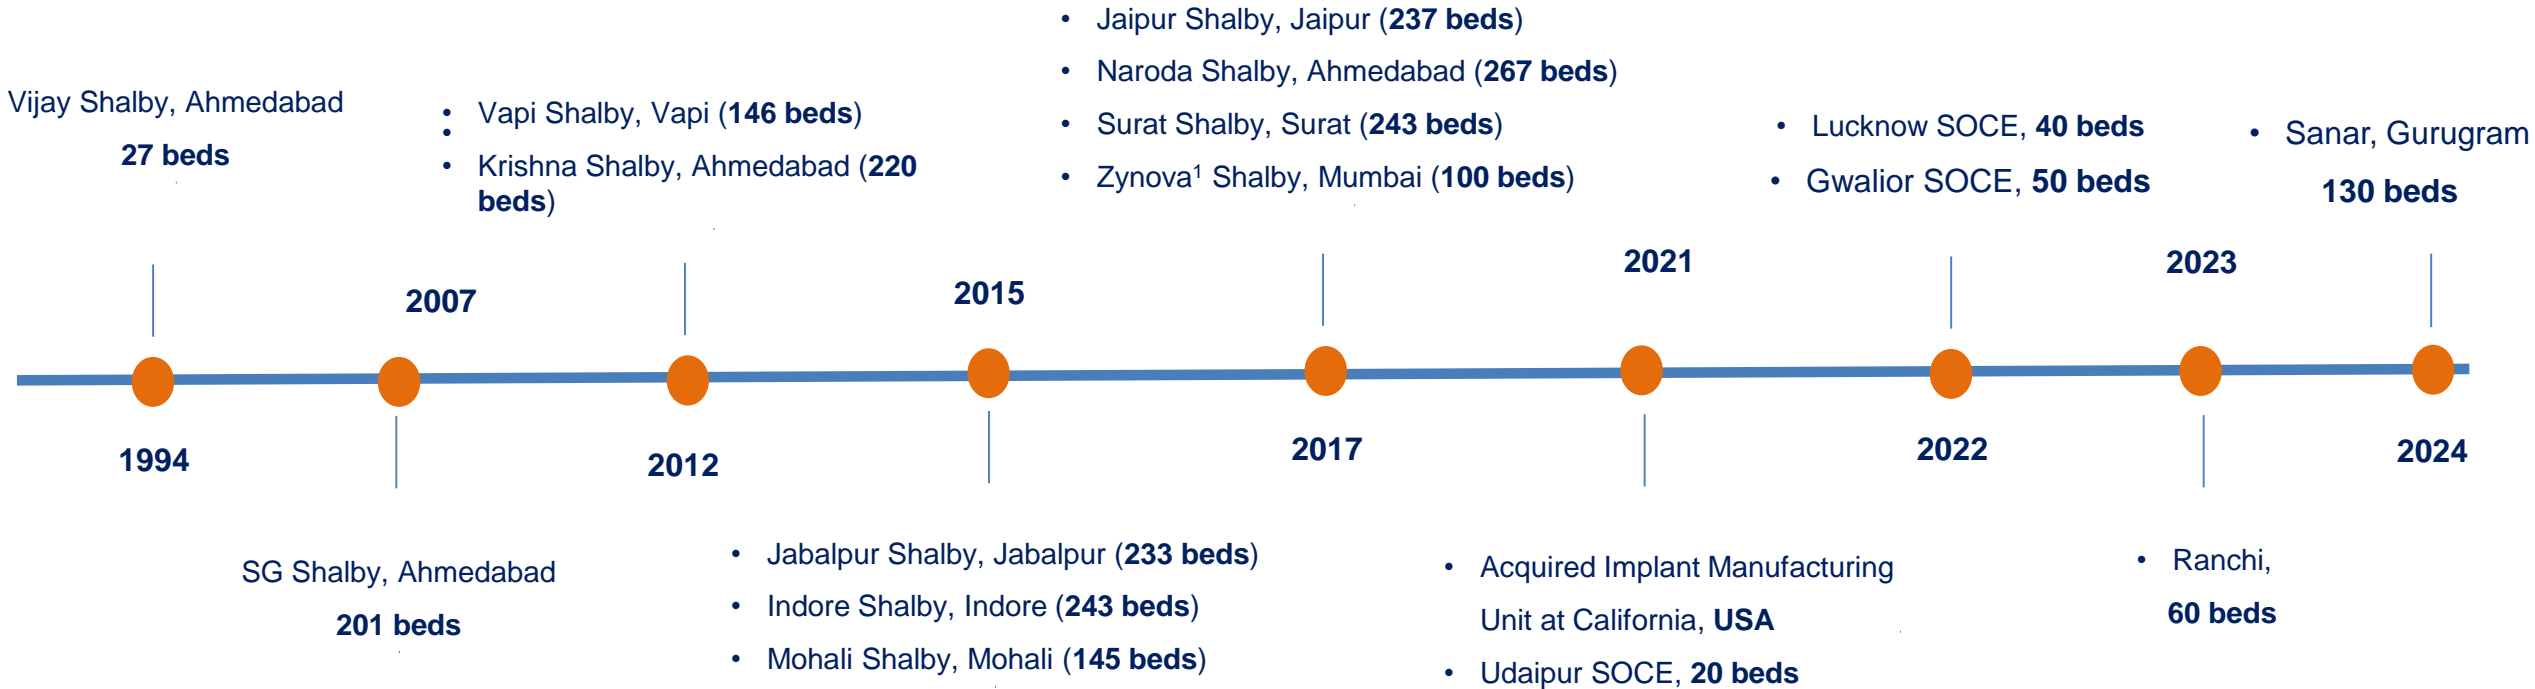 Vijay Shalby, Ahmedabad
27 beds
1994
2007
SG Shalby, Ahmedabad
201 beds
• Vapi Shalby, Vapi (146 beds)
•
• Krishna Shalby, Ahmedabad (220
beds)
2012
2015
• Jabalpur Shalby, Jabalpur (233 beds)
• Indore Shalby, Indore (243 beds)
• Mohali Shalby, Mohali (145 beds)
• Jaipur Shalby, Jaipur (237 beds)
• Naroda Shalby, Ahmedabad (267 beds)
• Surat Shalby, Surat (243 beds)
• Zynova¹ Shalby, Mumbai (100 beds)
2017
2021
• Acquired Implant Manufacturing
Unit at California, USA
• Udaipur SOCE, 20 beds
• Lucknow SOCE, 40 beds
• Gwalior SOCE, 50 beds
2022
2023
• Ranchi,
60 beds
• Sanar, Gurugram
130 beds
2024